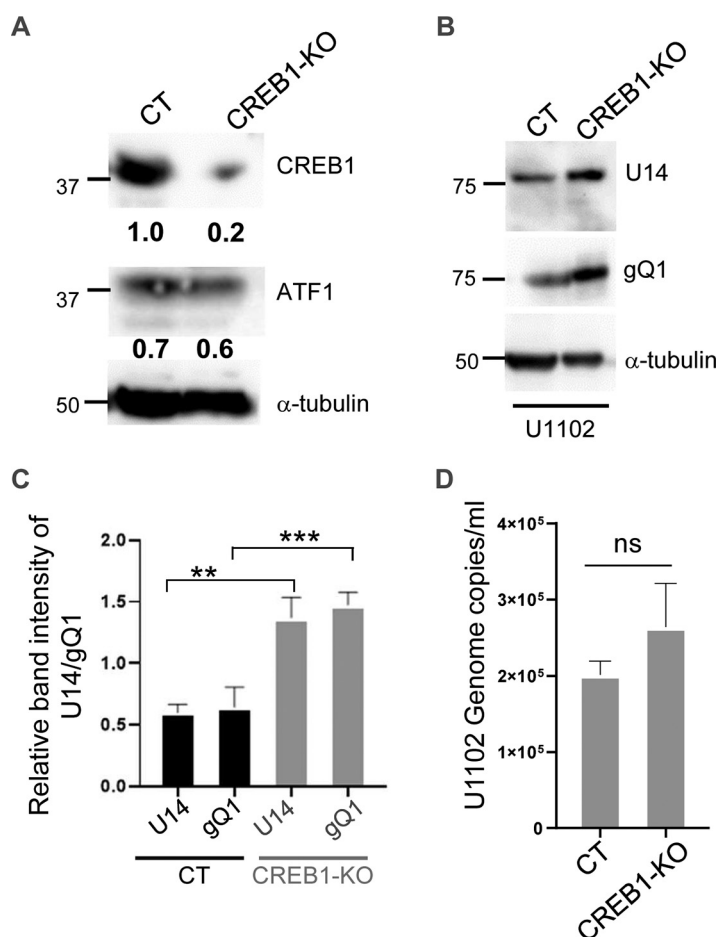 A
CT
CREB1-KO
37
CREB1
1.0 0.2
37
ATF1
0.7 0.6
50
α-tubulin
B
CT
CREB1-KO
75
U14
75
gQ1
50
α-tubulin
U1102
C
Relative band intensity of
U14/gQ1
2.0
1.5
1.0
0.5
0.0
**
***
U14
gQ1
U14
gQ1
CT
CREB1-KO
D
U1102 Genome copies/ml
4×10⁵
3×10⁵
2×10⁵
1×10⁵
0
ns
CT
CREB1-KO